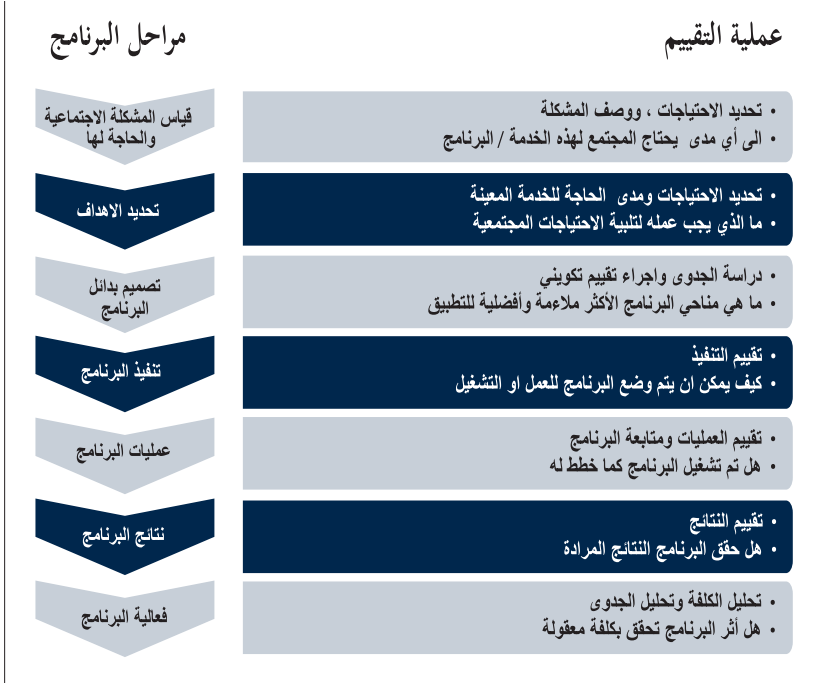 عملية التقييم
مراحل البرنامج
• تحديد الاحتياجات ، ووصف المشكلة
• الى أي مدى يحتاج المجتمع لهذه الخدمة / البرنامج
قياس المشكلة الاجتماعية
والحاجة لها
• تحديد الاحتياجات ومدى الحاجة للخدمة المعينة
• ما الذي يجب عمله لتلبية الاحتياجات المجتمعية
تحديد الاهداف
• دراسة الجدوى واجراء تقييم تكويني
• ما هي مناحي البرنامج الأكثر ملاءمة وأفضلية للتطبيق
تصميم بدائل
البرنامج
• تقييم التنفيذ
• كيف يمكن ان يتم وضع البرنامج للعمل او التشغيل
تنفيذ البرنامج
• تقييم العمليات ومتابعة البرنامج
• هل تم تشغيل البرنامج كما خطط له
عمليات البرنامج
• تقييم النتائج
• هل حقق البرنامج النتائج المرادة
نتائج البرنامج
• تحليل الكلفة وتحليل الجدوى
• هل أثر البرنامج تحقق بكلفة معقولة
فعالية البرنامج